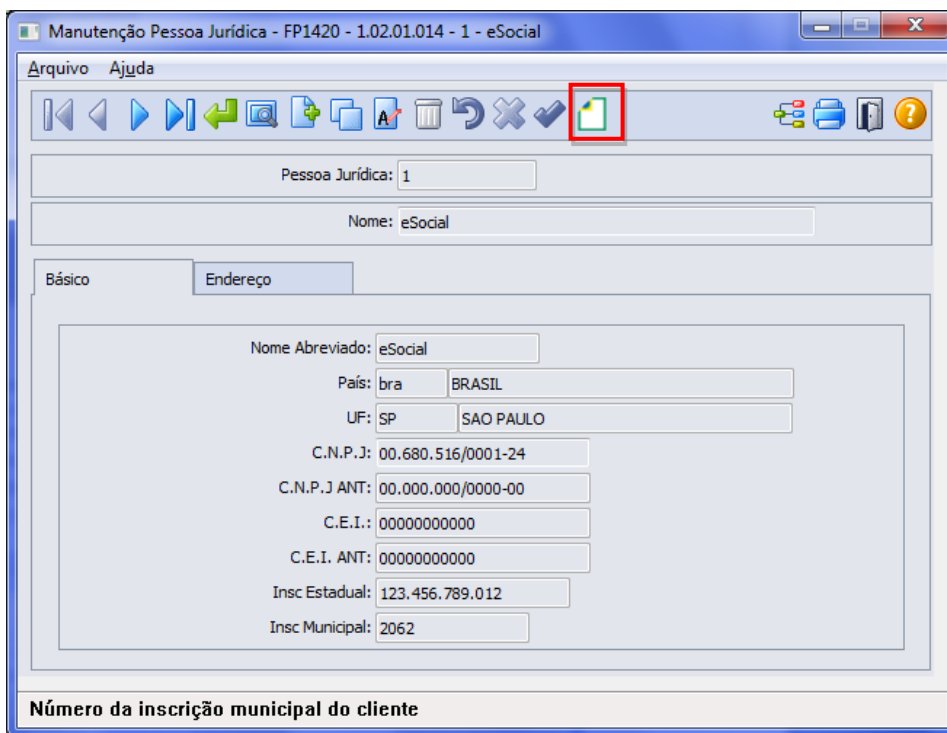 Manutenção Pessoa Jurídica - FP1420 - 1.02.01.014 - 1 - eSocial
Arquivo Ajuda
Pessoa Jurídica: 1
Nome: eSocial
Básico Endereço
Nome Abreviado: eSocial
País: bra BRASIL
UF: SP SAO PAULO
C.N.P.J: 00.680.516/0001-24
C.N.P.J ANT: 00.000.000/0000-00
C.E.I.: 00000000000
C.E.I. ANT: 00000000000
Insc Estadual: 123.456.789.012
Insc Municipal: 2062
Número da inscrição municipal do cliente